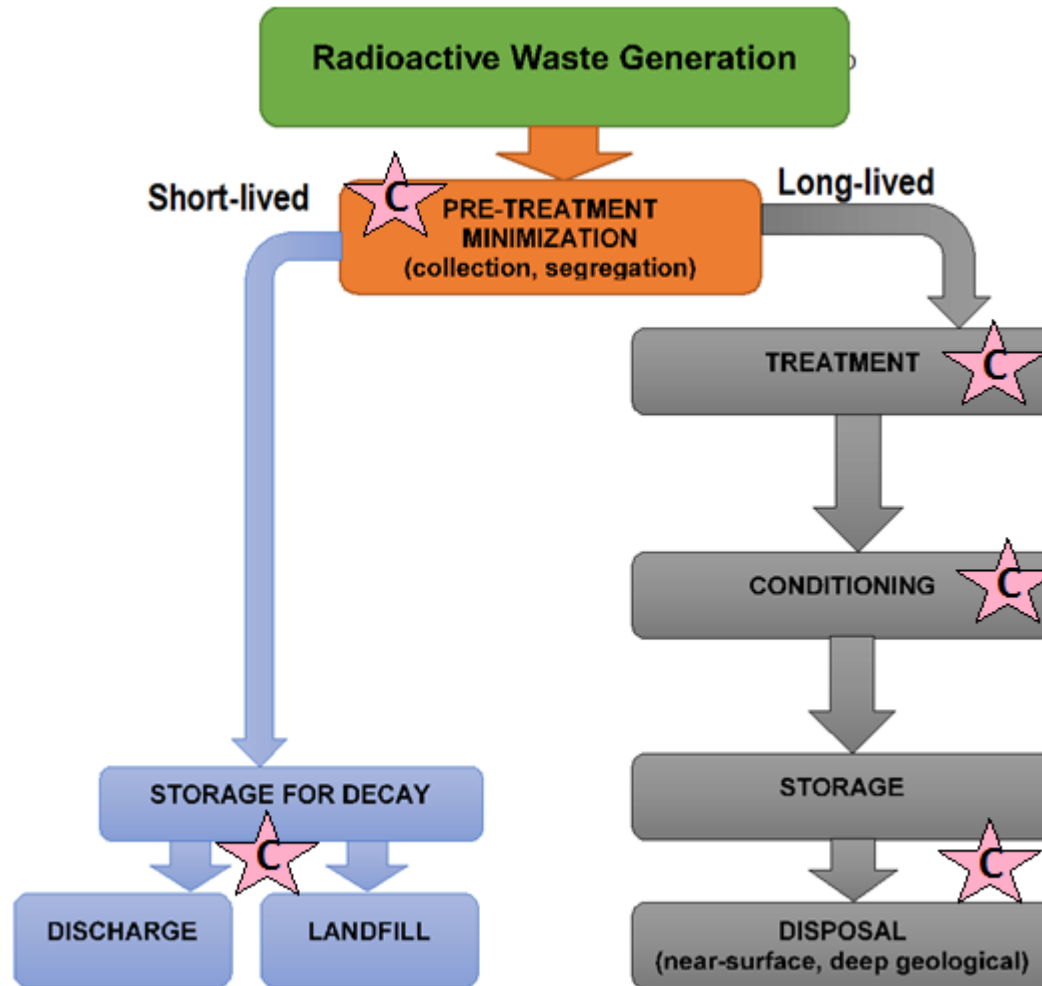 Radioactive Waste Generation
Short-lived
Long-lived
C
PRE-TREATMENT
MINIMIZATION
(collection, segregation)
TREATMENT
C
CONDITIONING
C
STORAGE FOR DECAY
STORAGE
C
C
DISCHARGE
LANDFILL
DISPOSAL
(near-surface, deep geological)